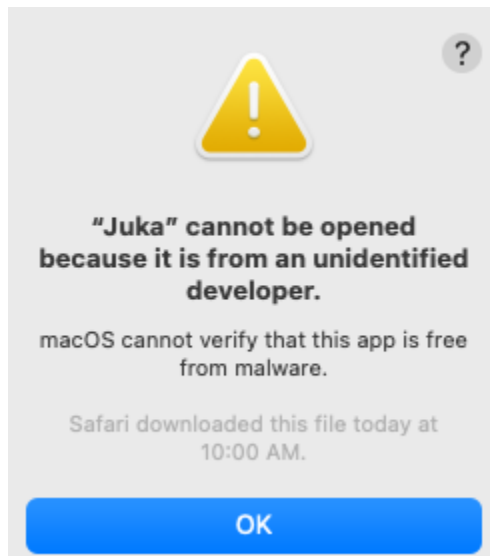 ?
“Juka” cannot be opened
because it is from an unidentified
developer.
macOS cannot verify that this app is free
from malware.
Safari downloaded this file today at
10:00 AM.
OK